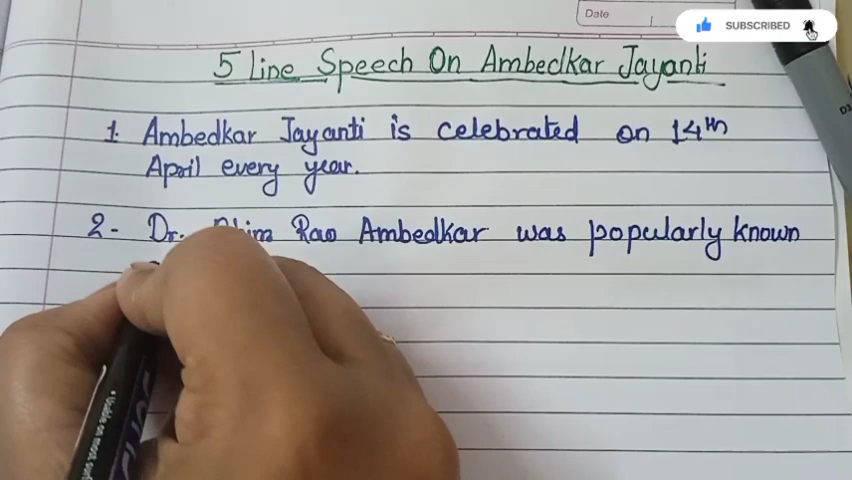 Date
SUBSCRIBED
5 Line Speech On Ambedkar Jayanti
1. Ambedkar Jayanti is celebrated on 14th
April every year.
2- Dr. Bhim Rao Ambedkar was popularly known